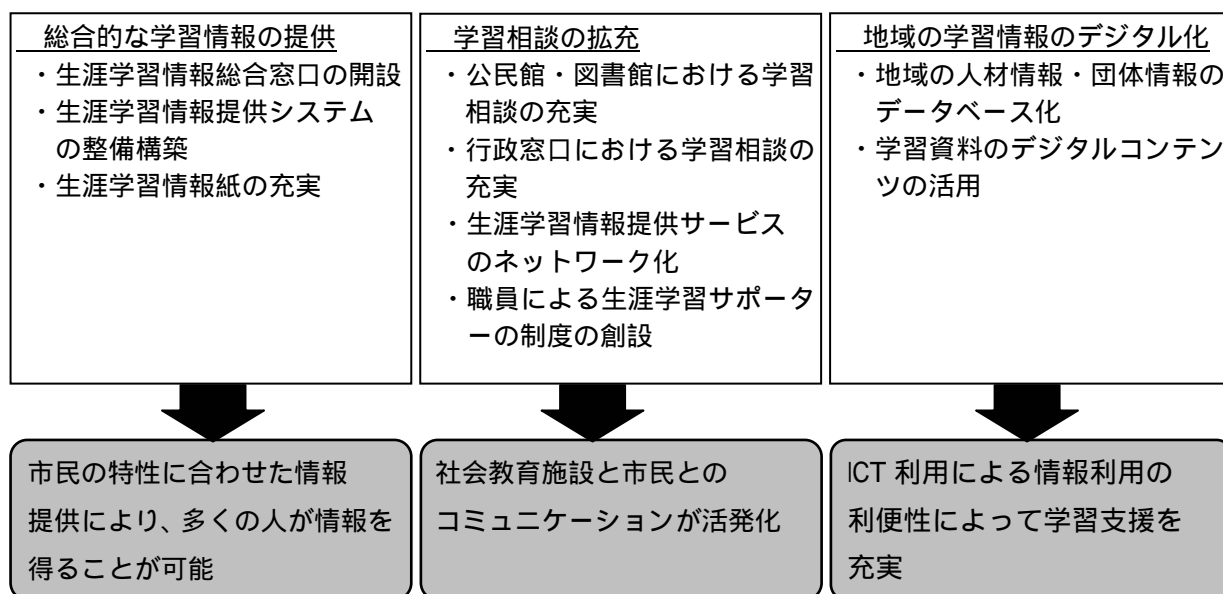 総合的な学習情報の提供
・生涯学習情報総合窓口の開設
・生涯学習情報提供システム
の整備構築
・生涯学習情報紙の充実
学習相談の拡充
・公民館・図書館における学習
相談の充実
・行政窓口における学習相談の
充実
・生涯学習情報提供サービス
のネットワーク化
・職員による生涯学習サポータ
ーの制度の創設
地域の学習情報のデジタル化
・地域の人材情報・団体情報の
データベース化
・学習資料のデジタルコンテン
ツの活用
市民の特性に合わせた情報
提供により、多くの人が情報を
得ることが可能
社会教育施設と市民との
コミュニケーションが活発化
ICT 利用による情報利用の
利便性によって学習支援を
充実